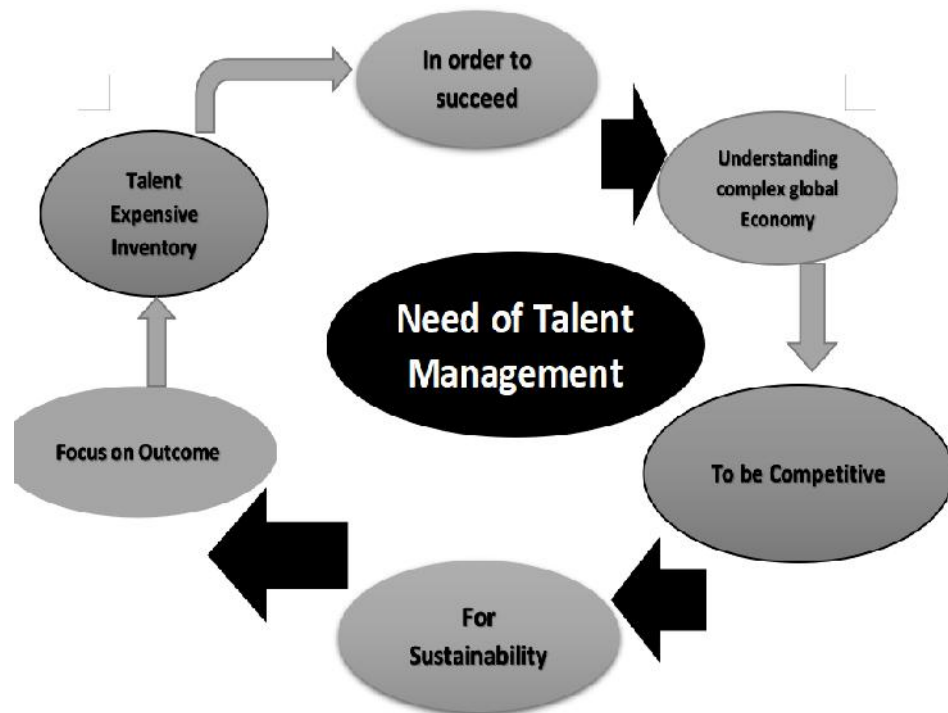 In order to
succeed
Understanding
complex global
Economy
To be Competitive
For
Sustainability
Focus on Outcome
Talent
Expensive
Inventory
Need of Talent
Management